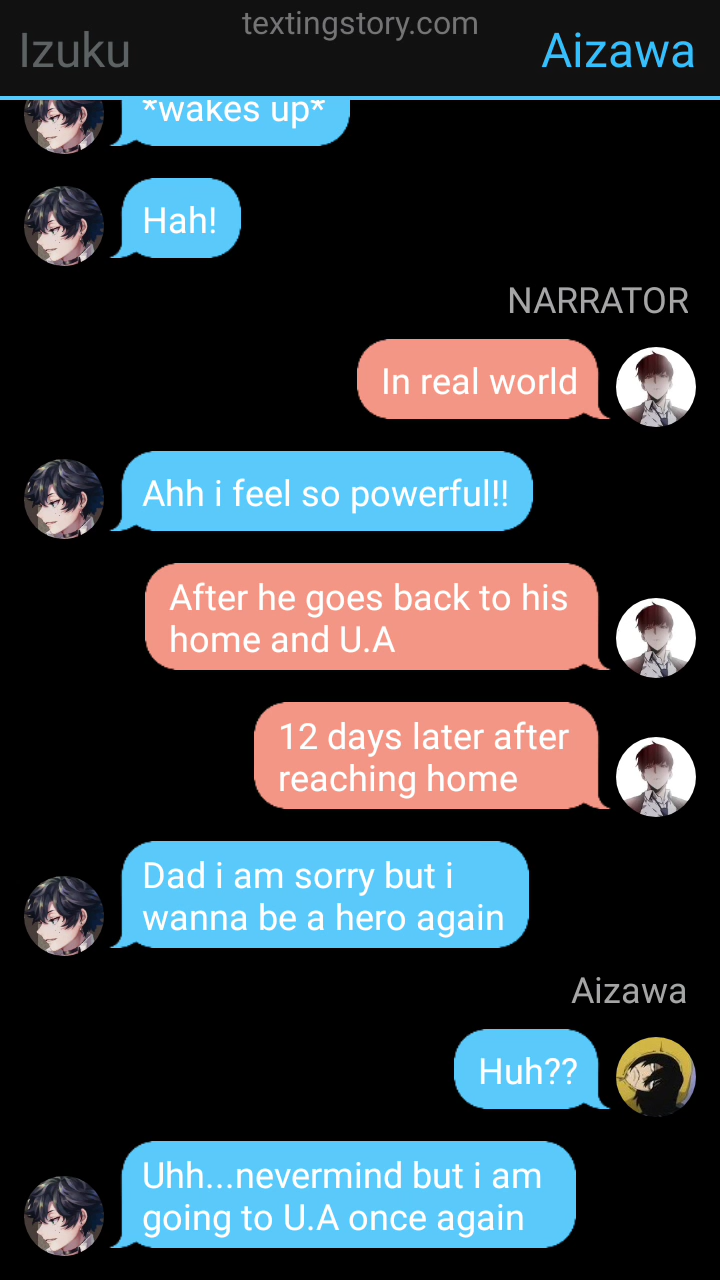 textingstory.com
Izuku
Aizawa
*wakes up*
Hah!
NARRATOR
In real world
Ahh i feel so powerful!!
After he goes back to his
home and U.A
12 days later after
reaching home
Dad i am sorry but i
wanna be a hero again
Aizawa
Huh??
Uhh...nevermind but i am
going to U.A once again